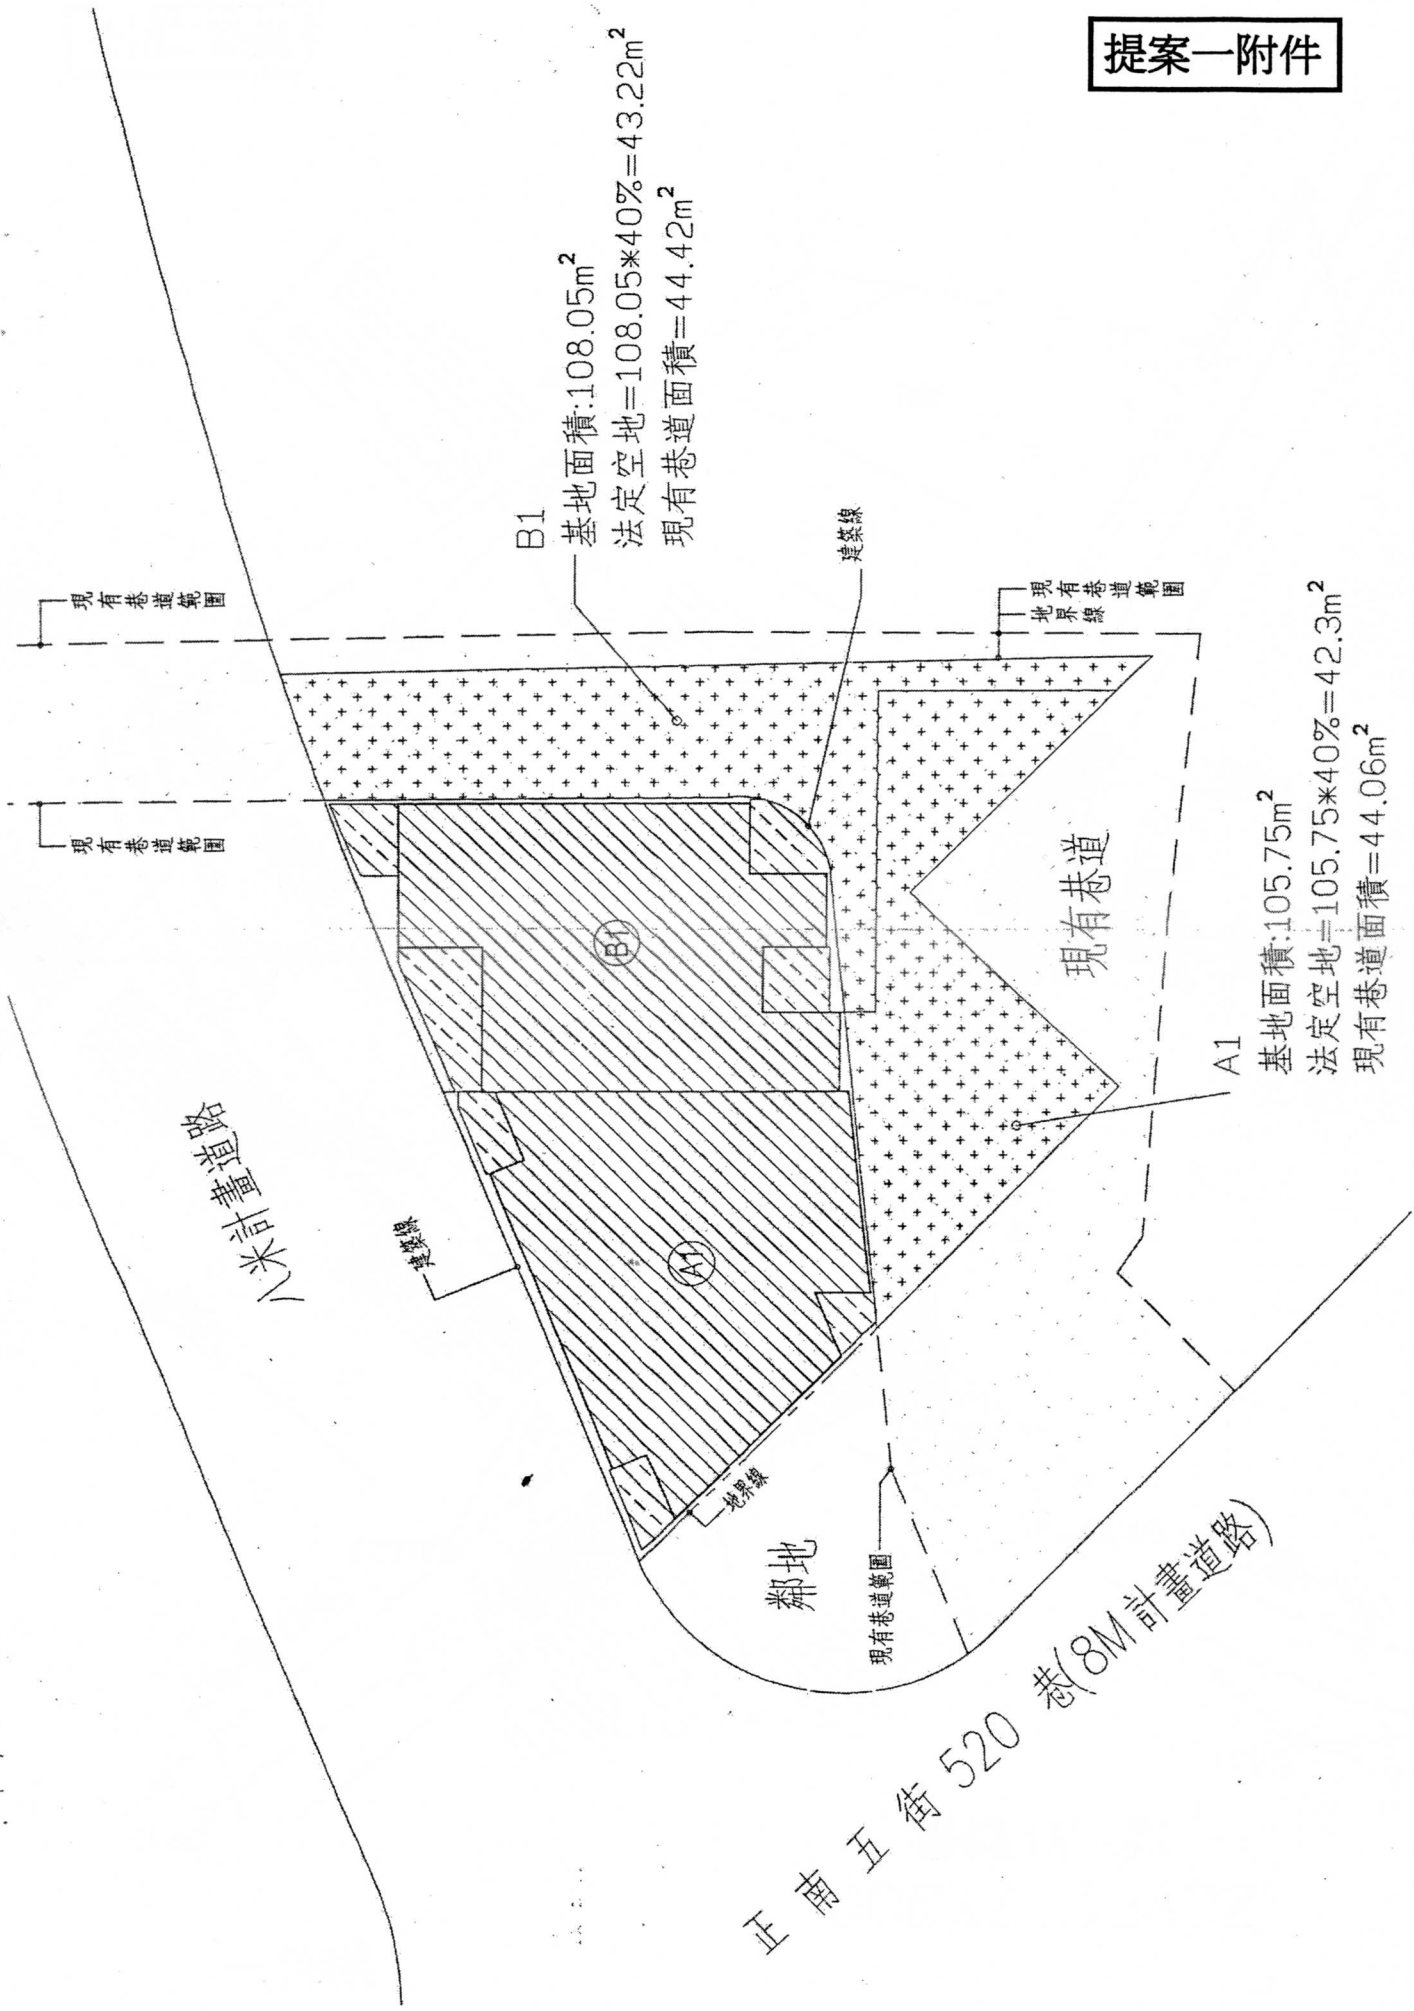 提案一附件
B1
基地面積:108.05m²
法定空地=108.05*40%=43.22m²
現有巷道面積=44.42m²
現有巷道範圍
現有巷道範圍
建築線
現有巷道範圍
地界線
B1
現有巷道
A1
基地面積:105.75m²
法定空地=105.75*40%=42.3m²
現有巷道面積=44.06m²
八米計畫道路
建築線
A1
地界線
鄰地
現有巷道範圍
正南五街 520 巷(8M計畫道路)